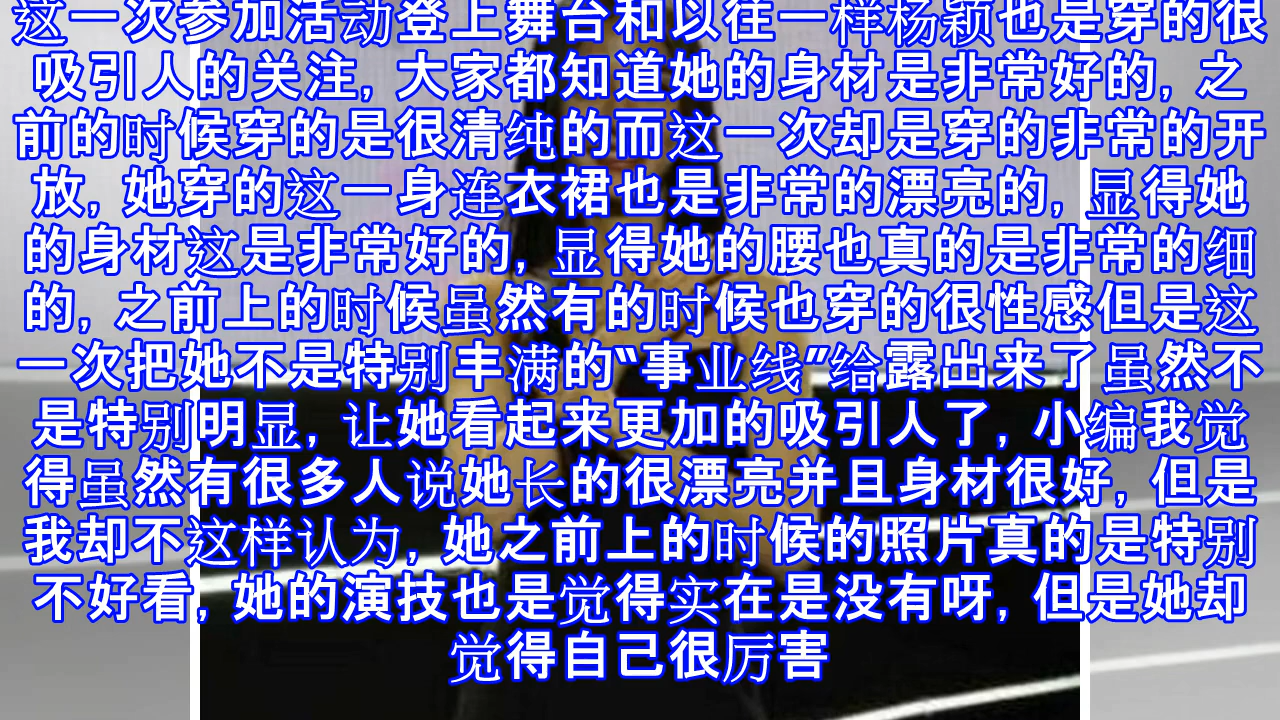 这一次参加活动登上舞台和以往一样杨颖也是穿的很
吸引人的关注, 大家都知道她的身材是非常好的, 之
前的时候穿的是很清纯的而这一次却是穿的非常的开
放, 她穿的这一身连衣裙也是非常的漂亮的, 显得她
的身材这是非常好的, 显得她的腰也真的是非常的细
的, 之前上的时候虽然有的时候也穿的很性感但是这
一次把她不是特别丰满的“事业线”给露出来了虽然不
是特别明显, 让她看起来更加的吸引人了, 小编我觉
得虽然有很多人说她长的很漂亮并且身材很好, 但是
我却不这样认为, 她之前上的时候的照片真的是特别
不好看, 她的演技也是觉得实在是没有呀, 但是她却
觉得自己很厉害